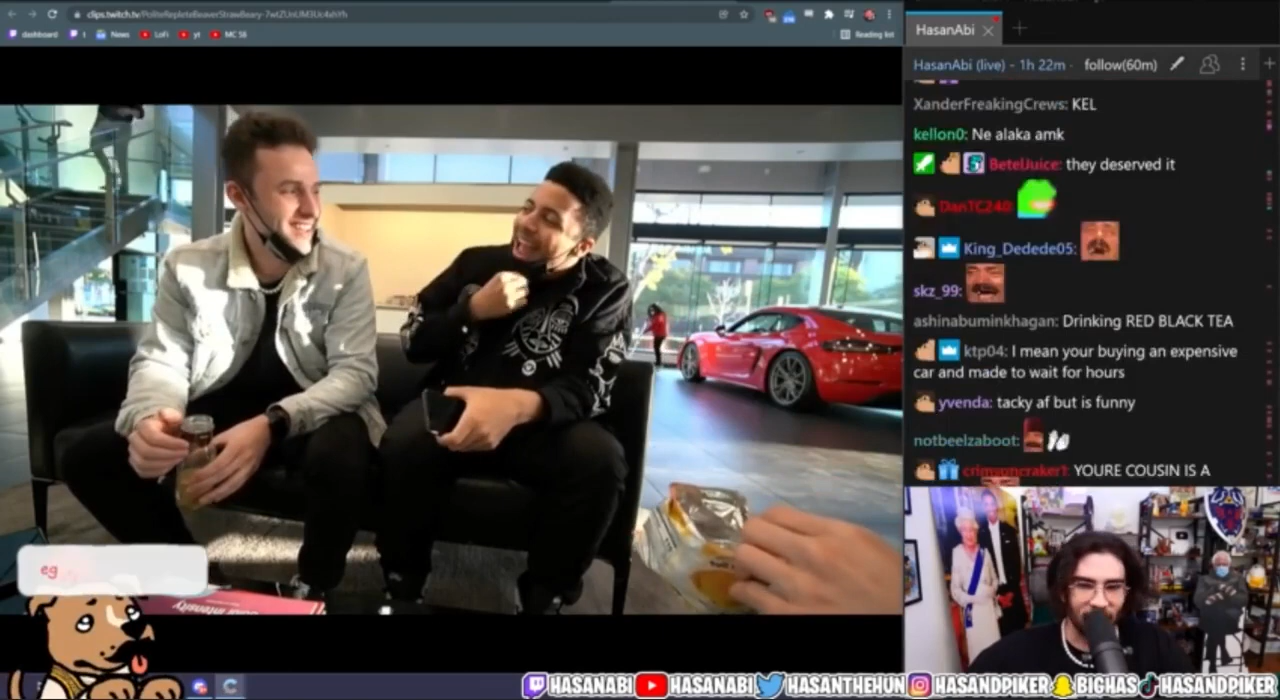 clips.twitch.tv/PoliteRepleteBeaverStrawBeary-7wtZUnUM3Uc4shYh
dashboard
t
News
LoFi
yt
MC S6
Reading list
HasanAbi
HasanAbi (live) - 1h 22m ·
follow(60m)
XanderFreakingCrews: KEL
kellon0: Ne alaka amk
BetelJuice: they deserved it
DanTC240:
King_Dedede05:
skz_99:
ashinabuminkhagan: Drinking RED BLACK TEA
ktp04: I mean your buying an expensive
car and made to wait for hours
yvenda: tacky af but is funny
notbeelzaboot:
crimsoncraker1: YOURE COUSIN IS A
eg
HASANABI
HASANABI
HASANTHEHUN
HASANDPIKER
BIGHAS
HASANDPIKER